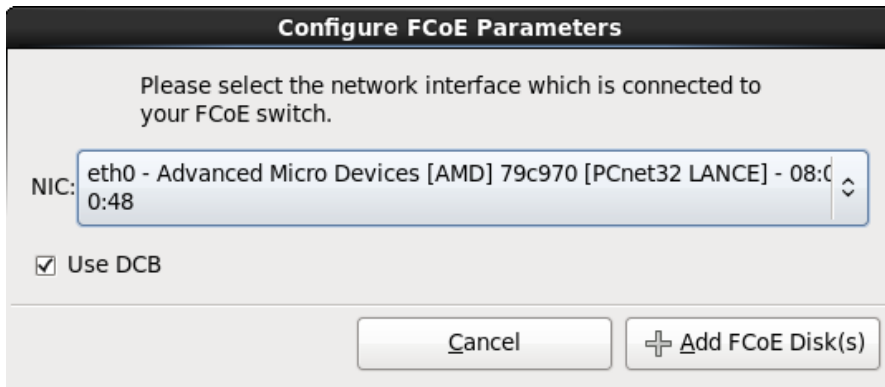 Configure FCoE Parameters
Please select the network interface which is connected to
your FCoE switch.
NIC:
eth0 - Advanced Micro Devices [AMD] 79c970 [PCnet32 LANCE] - 08:0
0:48
Use DCB
Cancel
Add FCoE Disk(s)